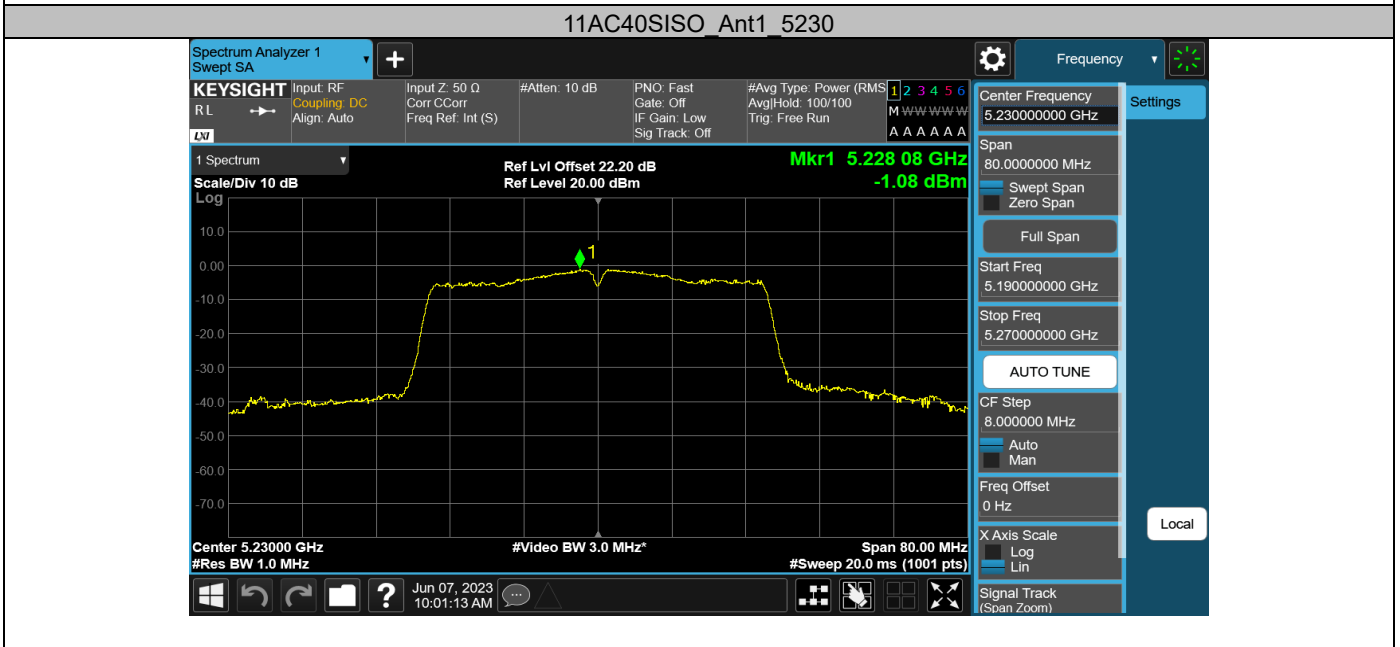 11AC40SISO_Ant1_5230
Spectrum Analyzer 1
Swept SA
Frequency
KEYSIGHT
RL
LXI
Input: RF
Coupling: DC
Align: Auto
Input Z: 50 Ω
Corr CCorr
Freq Ref: Int (S)
#Atten: 10 dB
PNO: Fast
Gate: Off
IF Gain: Low
Sig Track: Off
#Avg Type: Power (RMS
Avg|Hold: 100/100
Trig: Free Run
1 2 3 4 5 6
M W W W W W
A A A A A A
1 Spectrum
Scale/Div 10 dB
Ref Lvl Offset 22.20 dB
Ref Level 20.00 dBm
Mkr1 5.228 08 GHz
-1.08 dBm
Log
10.0
0.00
-10.0
-20.0
-30.0
-40.0
-50.0
-60.0
-70.0
1
Center 5.23000 GHz
#Res BW 1.0 MHz
#Video BW 3.0 MHz*
Span 80.00 MHz
#Sweep 20.0 ms (1001 pts)
Center Frequency
5.230000000 GHz
Span
80.0000000 MHz
Swept Span
Zero Span
Full Span
Start Freq
5.190000000 GHz
Stop Freq
5.270000000 GHz
AUTO TUNE
CF Step
8.000000 MHz
Auto
Man
Freq Offset
0 Hz
X Axis Scale
Log
Lin
Signal Track
(Span Zoom)
Settings
Local
?
Jun 07, 2023
10:01:13 AM